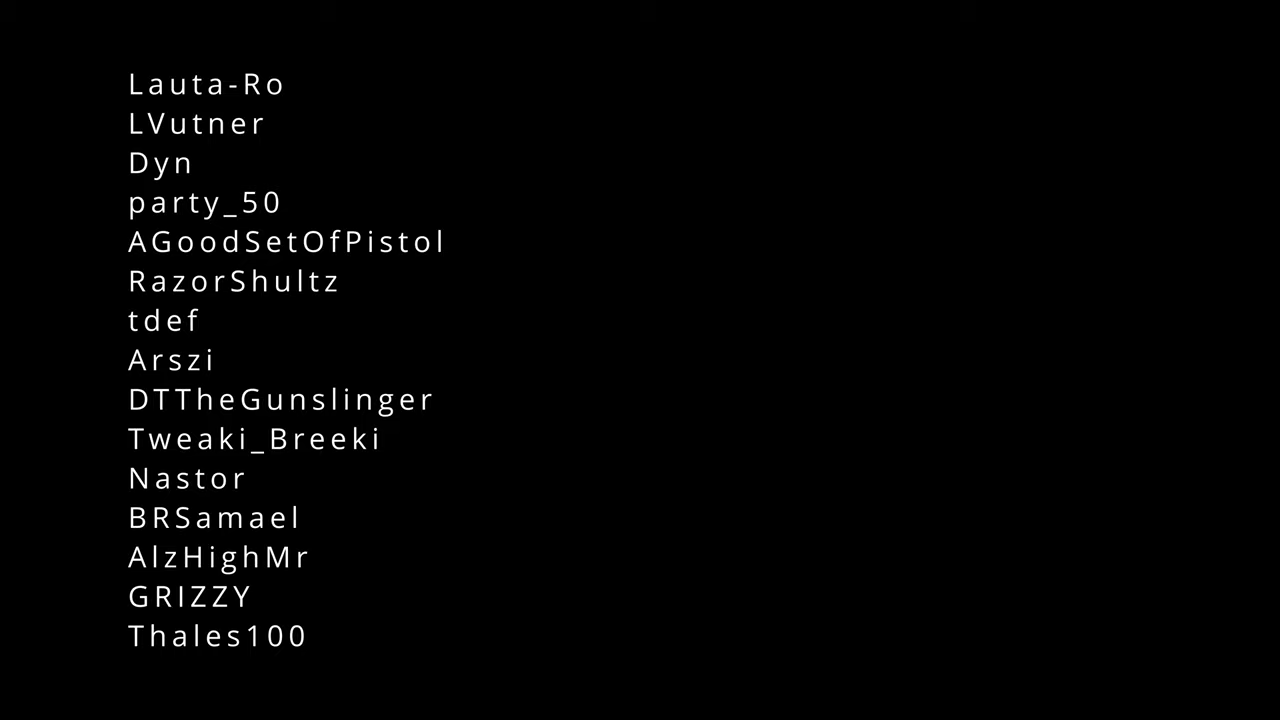 Lauta-Ro
LVutner
Dyn
party_50
AGoodSetOfPistol
RazorShultz
tdef
Arszi
DTTheGunslinger
Tweaki_Breeki
Nastor
BRSamael
AlzHighMr
GRIZZY
Thales100